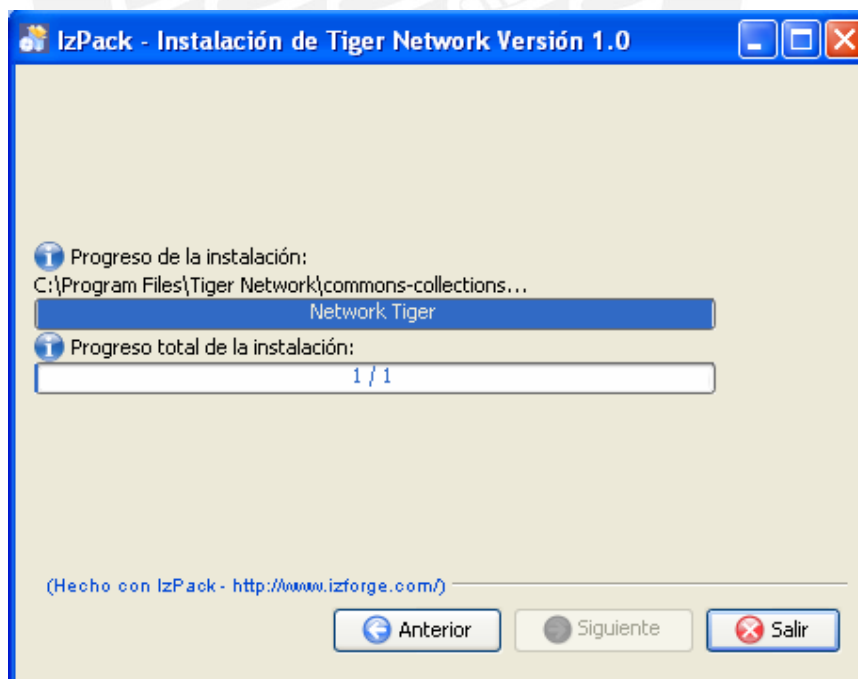 IzPack - Instalación de Tiger Network Versión 1.0
Progreso de la instalación:
C:\Program Files\Tiger Network\commons-collections...
Network Tiger
Progreso total de la instalación:
1 / 1
(Hecho con IzPack - http://www.izforge.com/)
Anterior
Siguiente
Salir